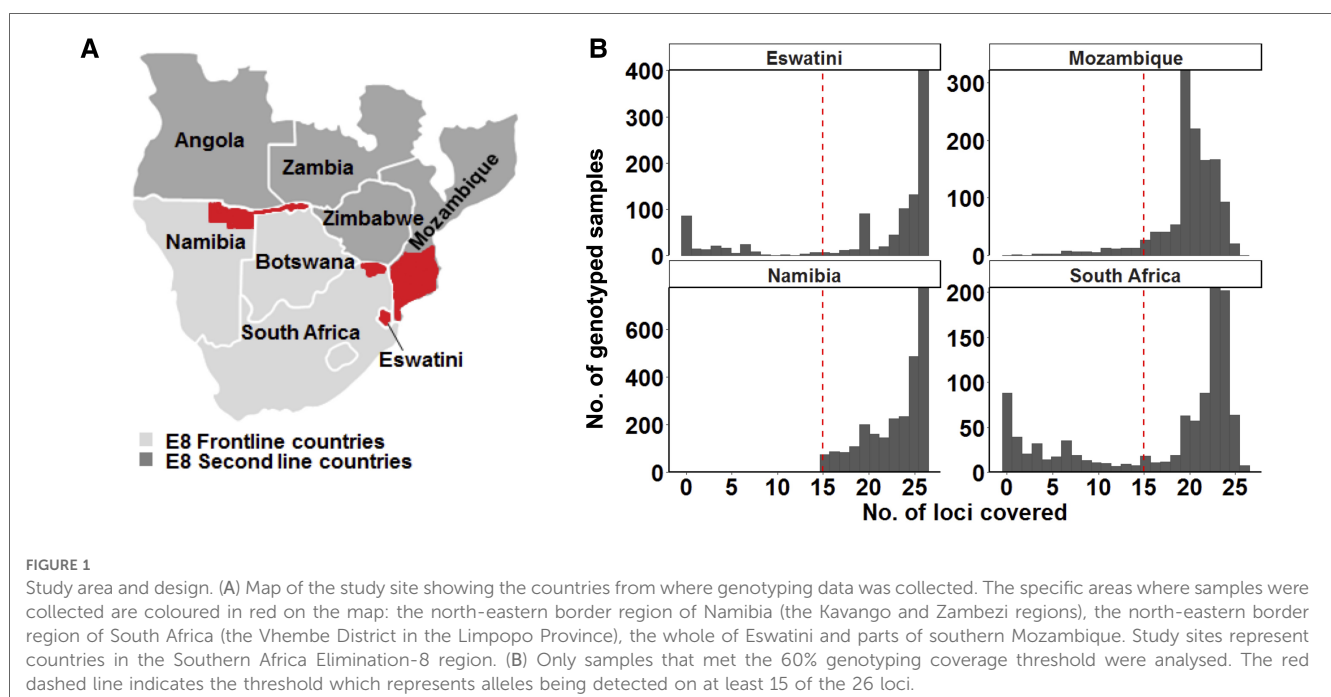 A
Angola
Zambia
Zimbabwe
Mozambique
Namibia
Botswana
South Africa
Eswatini
E8 Frontline countries
E8 Second line countries
B
No. of genotyped samples
Eswatini
400
300
200
100
0
Mozambique
300
200
100
0
Namibia
600
400
200
0
0 5 10 15 20 25
South Africa
200
150
100
50
0
0 5 10 15 20 25
No. of loci covered
FIGURE 1
Study area and design. (A) Map of the study site showing the countries from where genotyping data was collected. The specific areas where samples were
collected are coloured in red on the map: the north-eastern border region of Namibia (the Kavango and Zambezi regions), the north-eastern border
region of South Africa (the Vhembe District in the Limpopo Province), the whole of Eswatini and parts of southern Mozambique. Study sites represent
countries in the Southern Africa Elimination-8 region. (B) Only samples that met the 60% genotyping coverage threshold were analysed. The red
dashed line indicates the threshold which represents alleles being detected on at least 15 of the 26 loci.